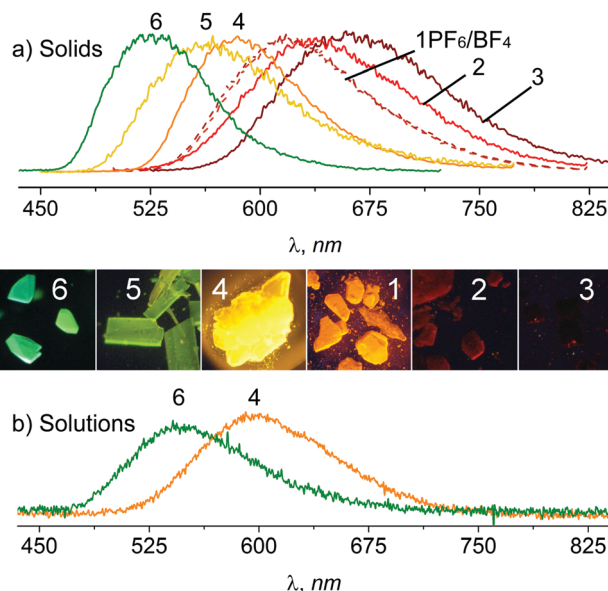 6 5 4
a) Solids
1PF₆/BF₄
2
3
450 525 600 675 750 825
λ, nm
6 5 4 1 2 3
6 4
b) Solutions
450 525 600 675 750 825
λ, nm